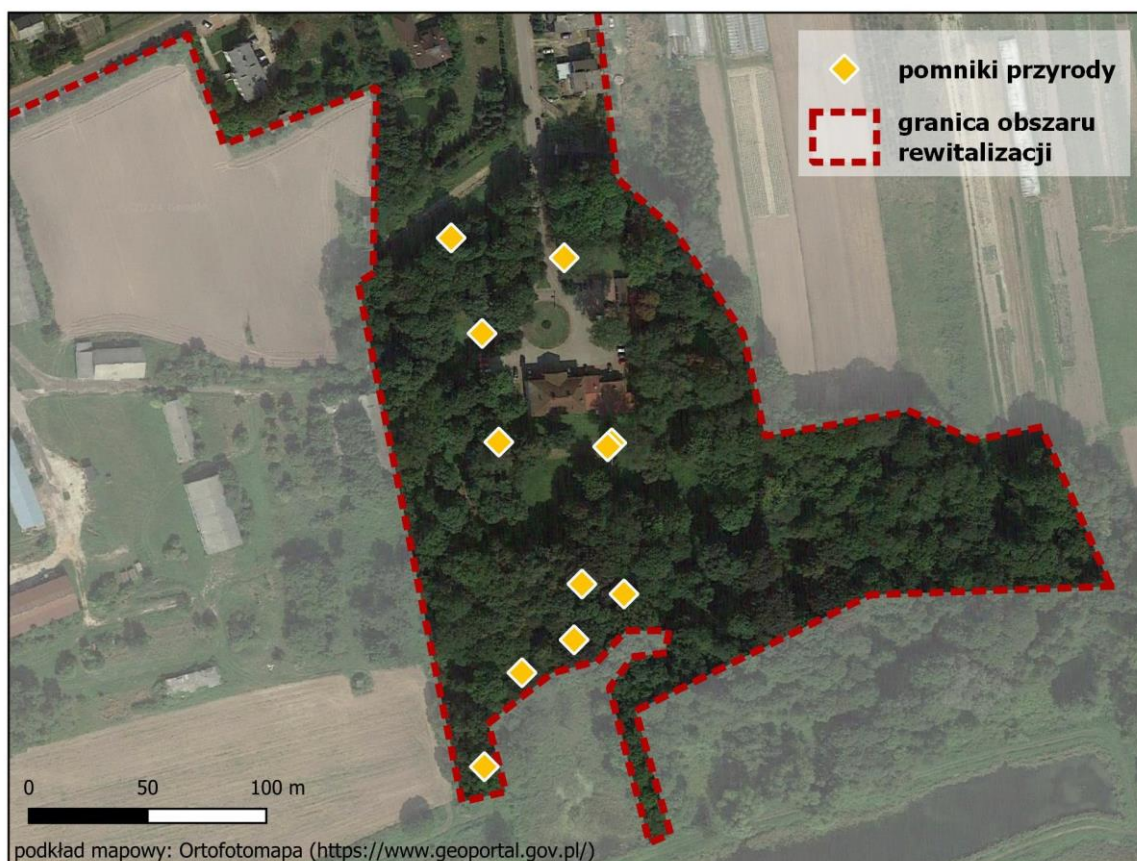 pomniki przyrody
granica obszaru
rewitalizacji
0 50 100 m
podkład mapowy: Ortofotomapa (https://www.geoportal.gov.pl/)